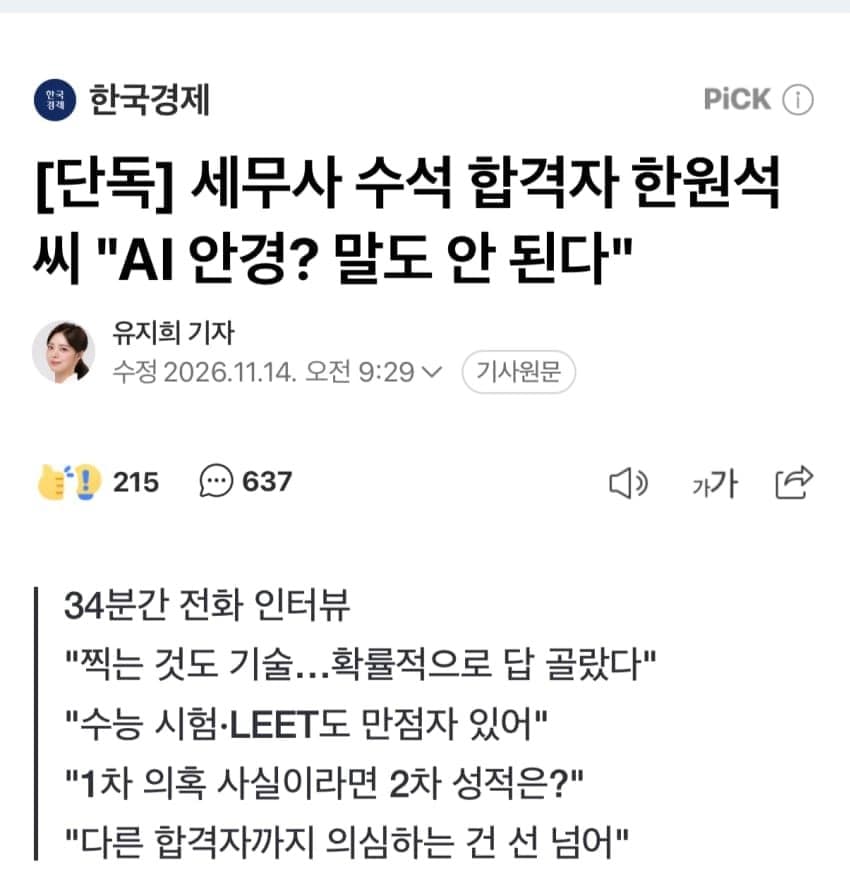 한국경제
한국경제
PiCK
[단독] 세무사 수석 합격자 한원석
씨 "AI 안경? 말도 안 된다"
유지희 기자
수정 2026.11.14. 오전 9:29
기사원문
215
637
가가
34분간 전화 인터뷰
"찍는 것도 기술…확률적으로 답 골랐다"
"수능 시험·LEET도 만점자 있어"
"1차 의혹 사실이라면 2차 성적은?"
"다른 합격자까지 의심하는 건 선 넘어"